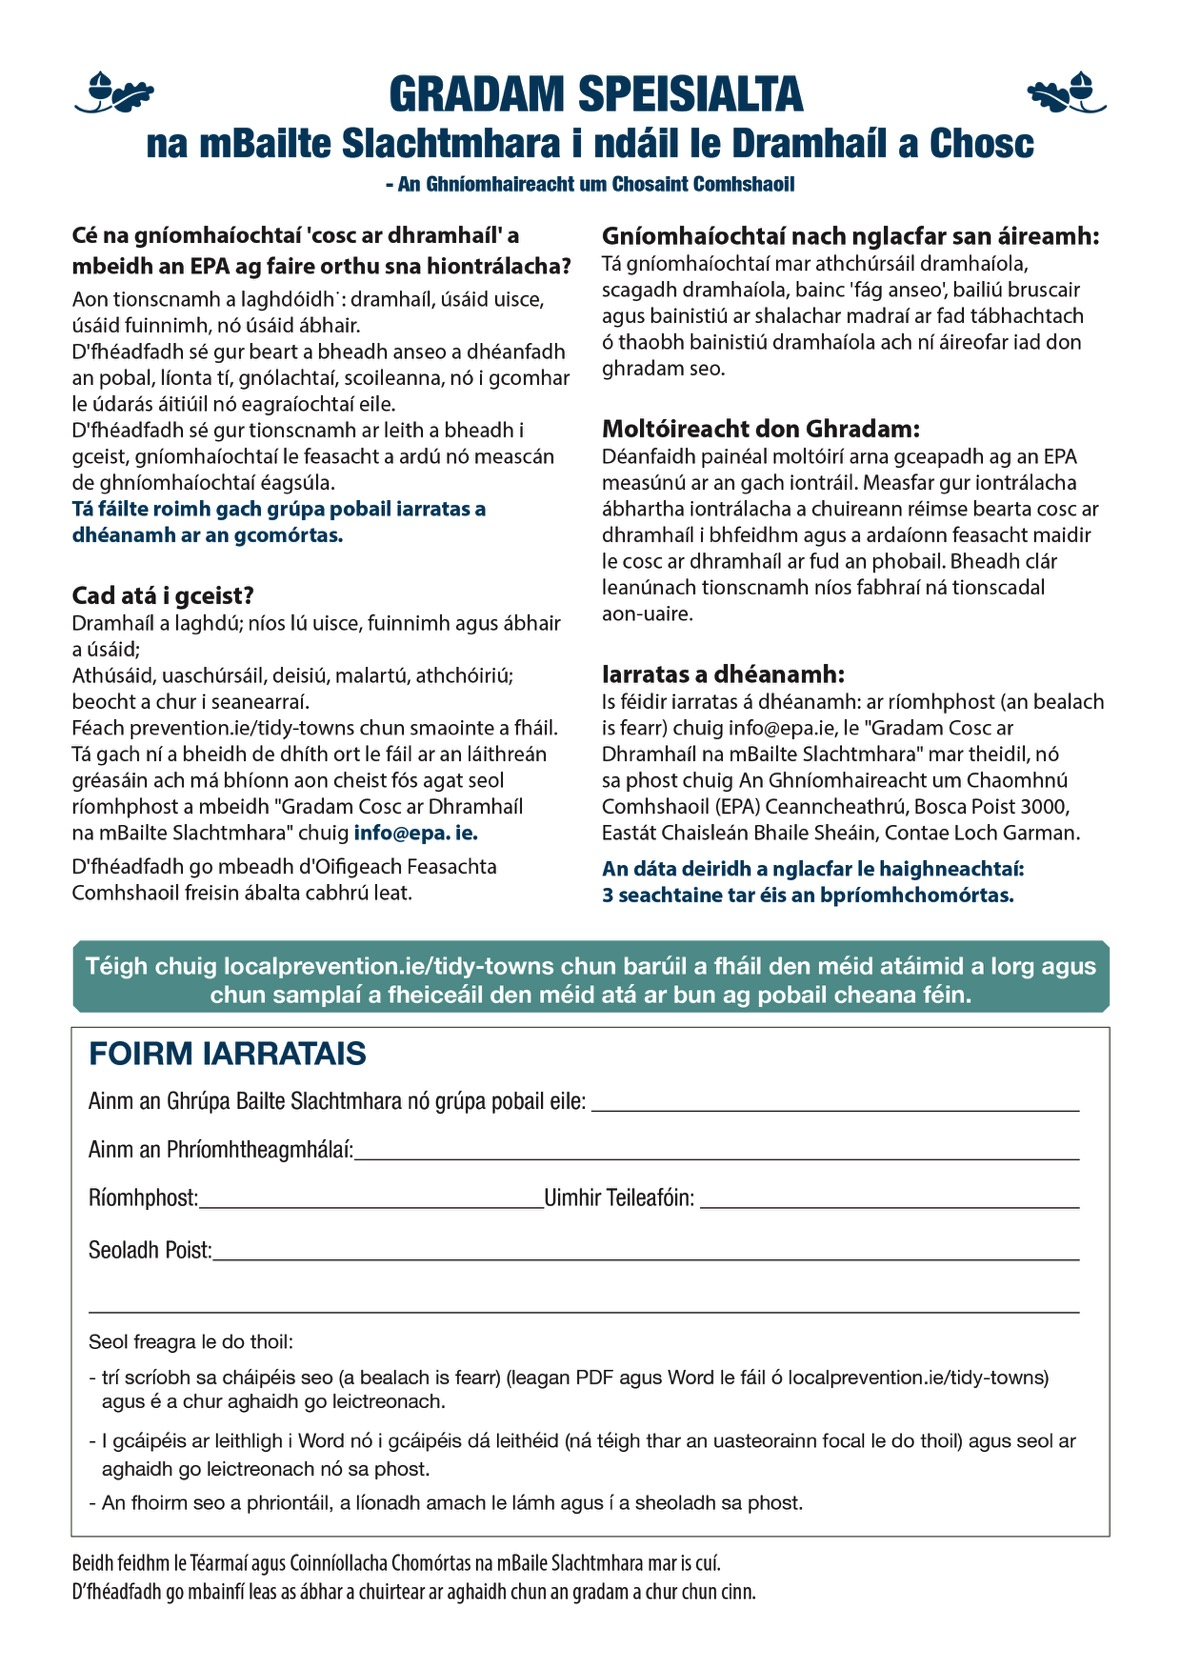 GRADAM SPEISIALTA
na mBailte Slachtmhara i ndáil le Dramhaíl a Chosc
- An Ghníomhaireacht um Chosaint Comhshaoil
Cé na gníomhaíochtaí 'cosc ar dhramhaíl' a
mbeidh an EPA ag faire orthu sna hiontrálacha?
Aon tionscnamh a laghdóidh˙: dramhaíl, úsáid uisce,
úsáid fuinnimh, nó úsáid ábhair.
D'fhéadfadh sé gur beart a bheadh anseo a dhéanfadh
an pobal, líonta tí, gnólachtaí, scoileanna, nó i gcomhar
le údarás áitiúil nó eagraíochtaí eile.
D'fhéadfadh sé gur tionscnamh ar leith a bheadh i
gceist, gníomhaíochtaí le feasacht a ardú nó meascán
de ghníomhaíochtaí éagsúla.
Tá fáilte roimh gach grúpa pobail iarratas a
dhéanamh ar an gcomórtas.
Cad atá i gceist?
Dramhaíl a laghdú; níos lú uisce, fuinnimh agus ábhair
a úsáid;
Athúsáid, uaschúrsáil, deisiú, malartú, athchóiriú;
beocht a chur i seanearraí.
Féach prevention.ie/tidy-towns chun smaointe a fháil.
Tá gach ní a bheidh de dhíth ort le fáil ar an láithreán
gréasáin ach má bhíonn aon cheist fós agat seol
ríomhphost a mbeidh "Gradam Cosc ar Dhramhaíl
na mBailte Slachtmhara" chuig info@epa. ie.
D'fhéadfadh go mbeadh d'Oifigeach Feasachta
Comhshaoil freisin ábalta cabhrú leat.
Gníomhaíochtaí nach nglacfar san áireamh:
Tá gníomhaíochtaí mar athchúrsáil dramhaíola,
scagadh dramhaíola, bainc 'fág anseo', bailiú bruscair
agus bainistiú ar shalachar madraí ar fad tábhachtach
ó thaobh bainistiú dramhaíola ach ní áireofar iad don
ghradam seo.
Moltóireacht don Ghradam:
Déanfaidh painéal moltóirí arna gceapadh ag an EPA
measúnú ar an gach iontráil. Measfar gur iontrálacha
ábhartha iontrálacha a chuireann réimse bearta cosc ar
dhramhaíl i bhfeidhm agus a ardaíonn feasacht maidir
le cosc ar dhramhaíl ar fud an phobail. Bheadh clár
leanúnach tionscnamh níos fabhraí ná tionscadal
aon-uaire.
Iarratas a dhéanamh:
Is féidir iarratas á dhéanamh: ar ríomhphost (an bealach
is fearr) chuig info@epa.ie, le "Gradam Cosc ar
Dhramhaíl na mBailte Slachtmhara" mar theidil, nó
sa phost chuig An Ghníomhaireacht um Chaomhnú
Comhshaoil (EPA) Ceanncheathrú, Bosca Poist 3000,
Eastát Chaisleán Bhaile Sheáin, Contae Loch Garman.
An dáta deiridh a nglacfar le haighneachtaí:
3 seachtaine tar éis an bpríomhchomórtas.
Téigh chuig localprevention.ie/tidy-towns chun barúil a fháil den méid atáimid a lorg agus
chun samplaí a fheiceáil den méid atá ar bun ag pobail cheana féin.
FOIRM IARRATAIS
Ainm an Ghrúpa Bailte Slachtmhara nó grúpa pobail eile:
Ainm an Phríomhtheagmhálaí:
Ríomhphost: Uimhir Teileafóin:
Seoladh Poist:
Seol freagra le do thoil:
- trí scríobh sa cháipéis seo (a bealach is fearr) (leagan PDF agus Word le fáil ó localprevention.ie/tidy-towns)
agus é a chur aghaidh go leictreonach.
- I gcáipéis ar leithligh i Word nó i gcáipéis dá leithéid (ná téigh thar an uasteorainn focal le do thoil) agus seol ar
aghaidh go leictreonach nó sa phost.
- An fhoirm seo a phriontáil, a líonadh amach le lámh agus í a sheoladh sa phost.
Beidh feidhm le Téarmaí agus Coinníollacha Chomórtas na mBaile Slachtmhara mar is cuí.
D'fhéadfadh go mbainfí leas as ábhar a chuirtear ar aghaidh chun an gradam a chur chun cinn.